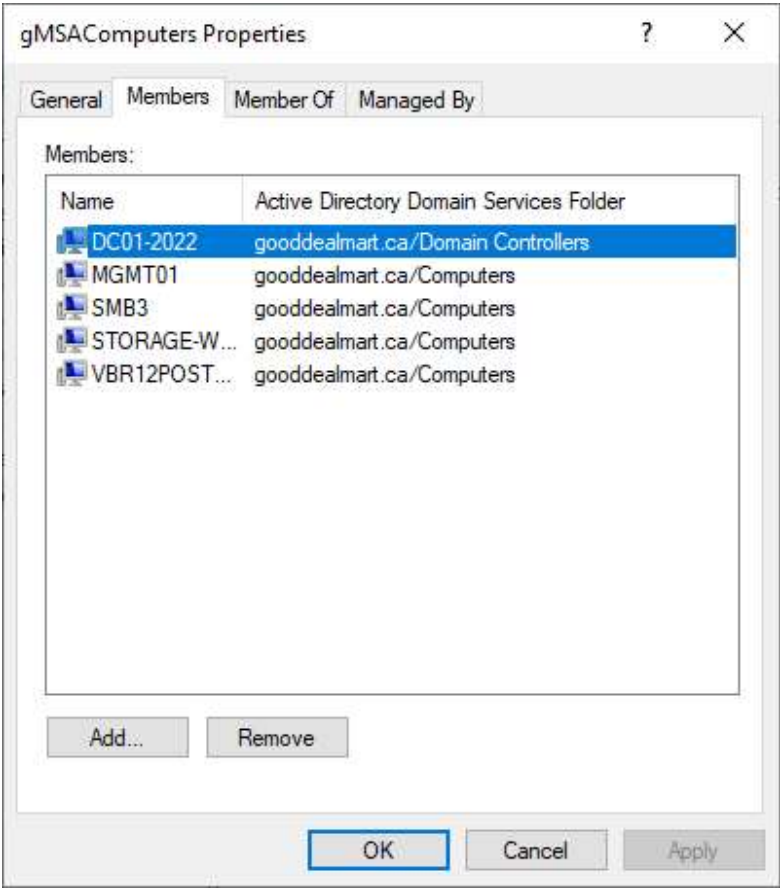 gMSAComputers Properties ?
General Members Member Of Managed By
Members:
Name Active Directory Domain Services Folder
DC01-2022 gooddealmart.ca/Domain Controllers
MGMT01 gooddealmart.ca/Computers
SMB3 gooddealmart.ca/Computers
STORAGE-W... gooddealmart.ca/Computers
VBR12POST... gooddealmart.ca/Computers
Add... Remove
OK Cancel Apply